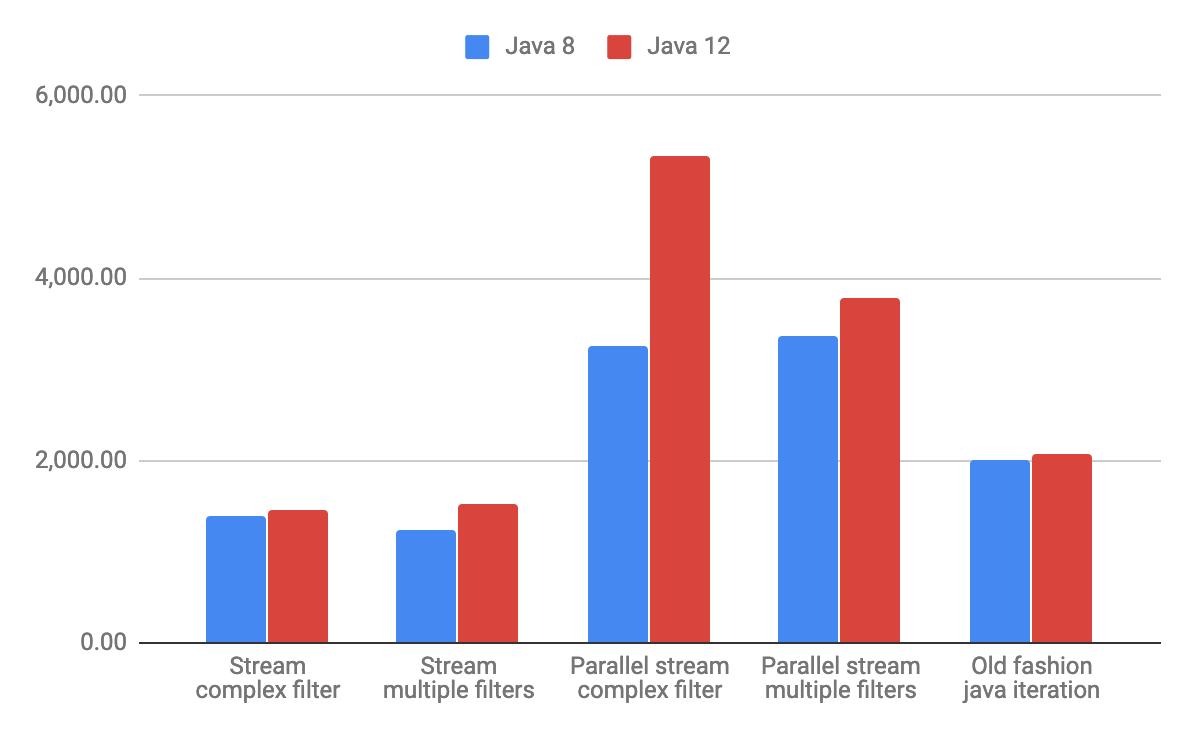 Java 8 Java 12
6,000.00
4,000.00
2,000.00
0.00
Stream
complex filter
Stream
multiple filters
Parallel stream
complex filter
Parallel stream
multiple filters
Old fashion
java iteration